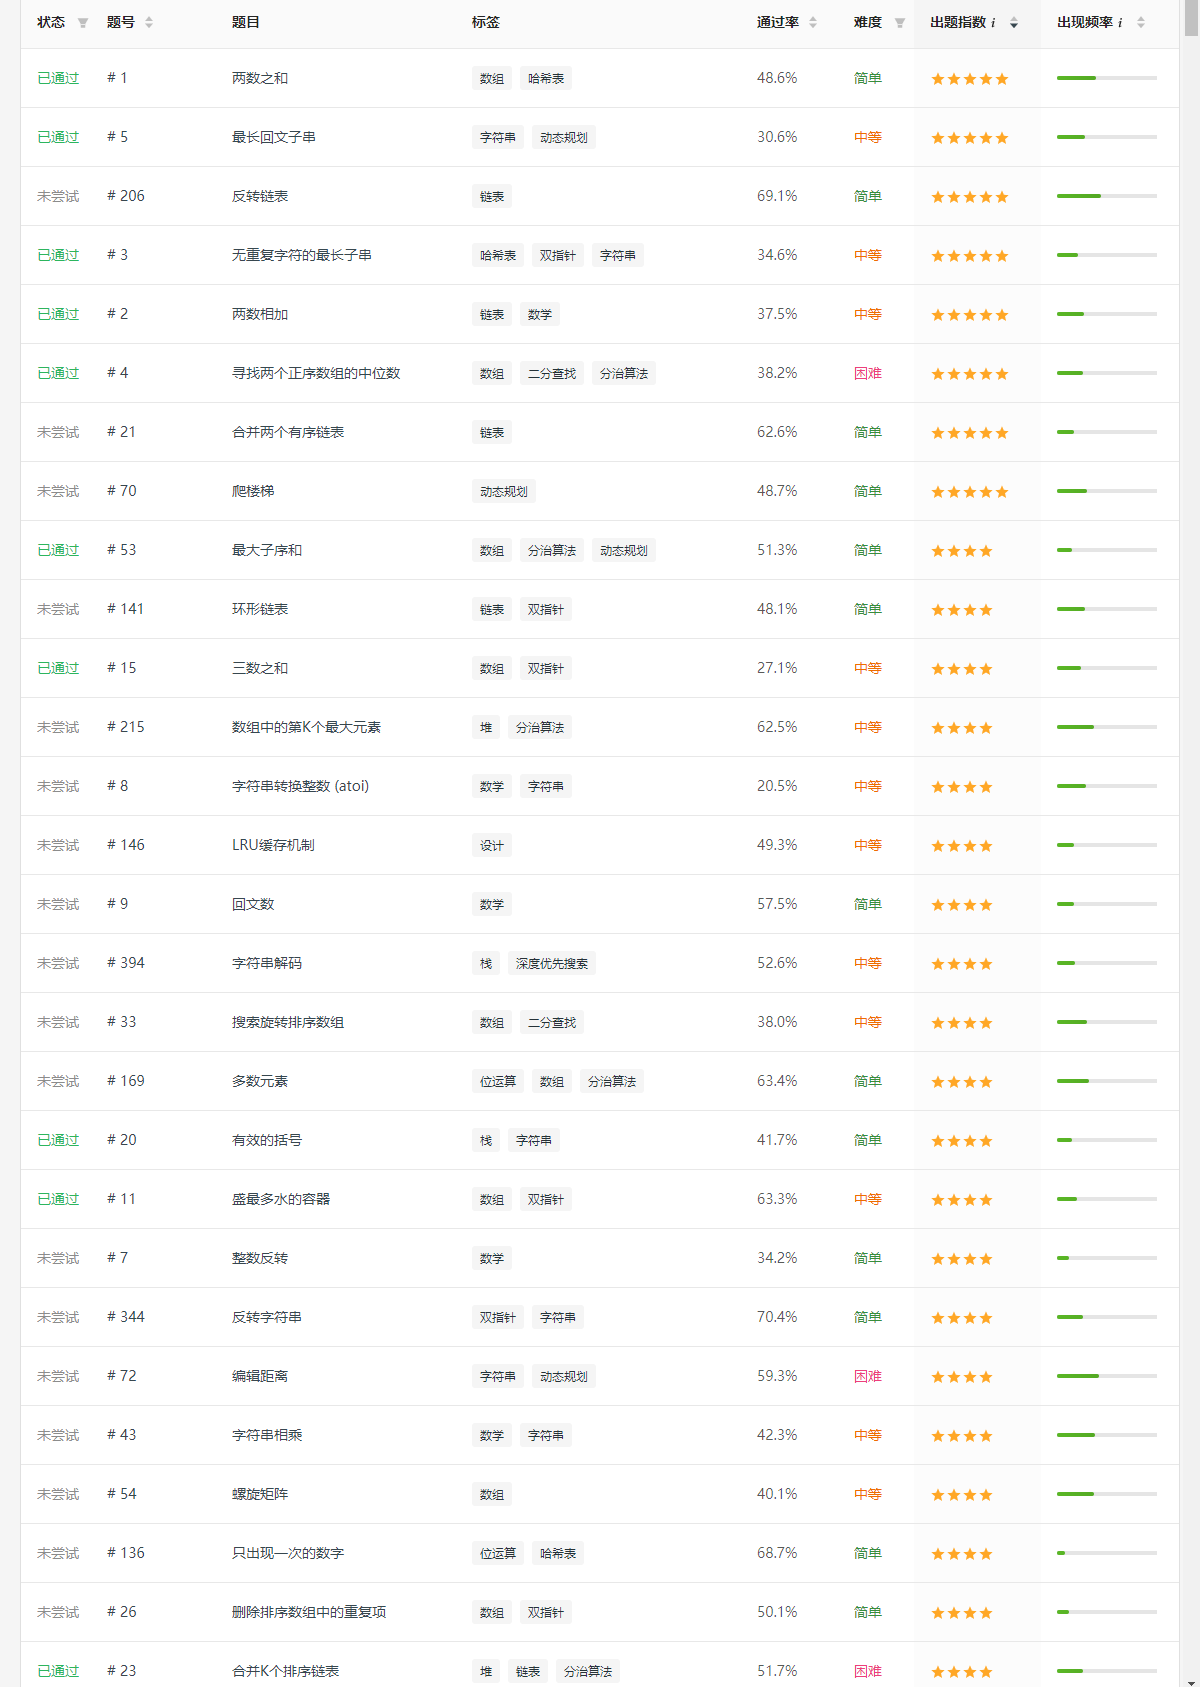 状态 题号 题目 标签 通过率 难度 出题指数 i 出现频率 i
已通过 # 1 两数之和 数组 哈希表 48.6% 简单 ★★★★★
已通过 # 5 最长回文子串 字符串 动态规划 30.6% 中等 ★★★★★
未尝试 # 206 反转链表 链表 69.1% 简单 ★★★★★
已通过 # 3 无重复字符的最长子串 哈希表 双指针 字符串 34.6% 中等 ★★★★★
已通过 # 2 两数相加 链表 数学 37.5% 中等 ★★★★★
已通过 # 4 寻找两个正序数组的中位数 数组 二分查找 分治算法 38.2% 困难 ★★★★★
未尝试 # 21 合并两个有序链表 链表 62.6% 简单 ★★★★★
未尝试 # 70 爬楼梯 动态规划 48.7% 简单 ★★★★★
已通过 # 53 最大子序和 数组 分治算法 动态规划 51.3% 简单 ★★★★
未尝试 # 141 环形链表 链表 双指针 48.1% 简单 ★★★★
已通过 # 15 三数之和 数组 双指针 27.1% 中等 ★★★★
未尝试 # 215 数组中的第K个最大元素 堆 分治算法 62.5% 中等 ★★★★
未尝试 # 8 字符串转换整数 (atoi) 数学 字符串 20.5% 中等 ★★★★
未尝试 # 146 LRU缓存机制 设计 49.3% 中等 ★★★★
未尝试 # 9 回文数 数学 57.5% 简单 ★★★★
未尝试 # 394 字符串解码 栈 深度优先搜索 52.6% 中等 ★★★★
未尝试 # 33 搜索旋转排序数组 数组 二分查找 38.0% 中等 ★★★★
未尝试 # 169 多数元素 位运算 数组 分治算法 63.4% 简单 ★★★★
已通过 # 20 有效的括号 栈 字符串 41.7% 简单 ★★★★
已通过 # 11 盛最多水的容器 数组 双指针 63.3% 中等 ★★★★
未尝试 # 7 整数反转 数学 34.2% 简单 ★★★★
未尝试 # 344 反转字符串 双指针 字符串 70.4% 简单 ★★★★
未尝试 # 72 编辑距离 字符串 动态规划 59.3% 困难 ★★★★
未尝试 # 43 字符串相乘 数学 字符串 42.3% 中等 ★★★★
未尝试 # 54 螺旋矩阵 数组 40.1% 中等 ★★★★
未尝试 # 136 只出现一次的数字 位运算 哈希表 68.7% 简单 ★★★★
未尝试 # 26 删除排序数组中的重复项 数组 双指针 50.1% 简单 ★★★★
已通过 # 23 合并K个排序链表 堆 链表 分治算法 51.7% 困难 ★★★★